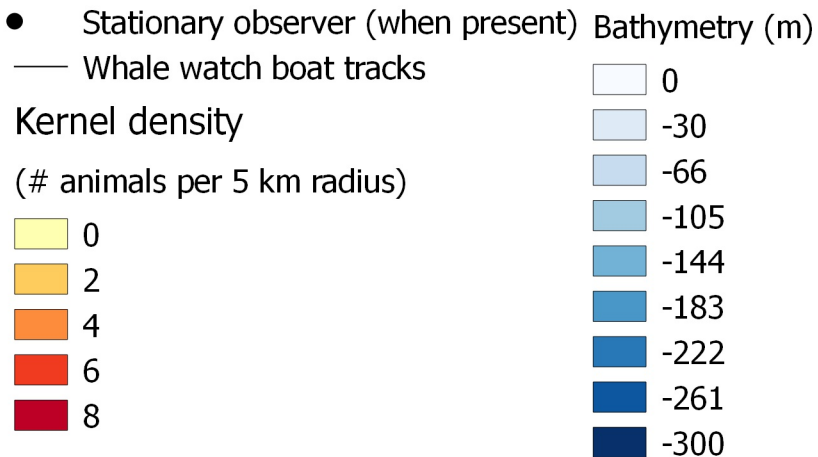 Stationary observer (when present)
Whale watch boat tracks
Kernel density
(# animals per 5 km radius)
0
2
4
6
8
Bathymetry (m)
0
-30
-66
-105
-144
-183
-222
-261
-300